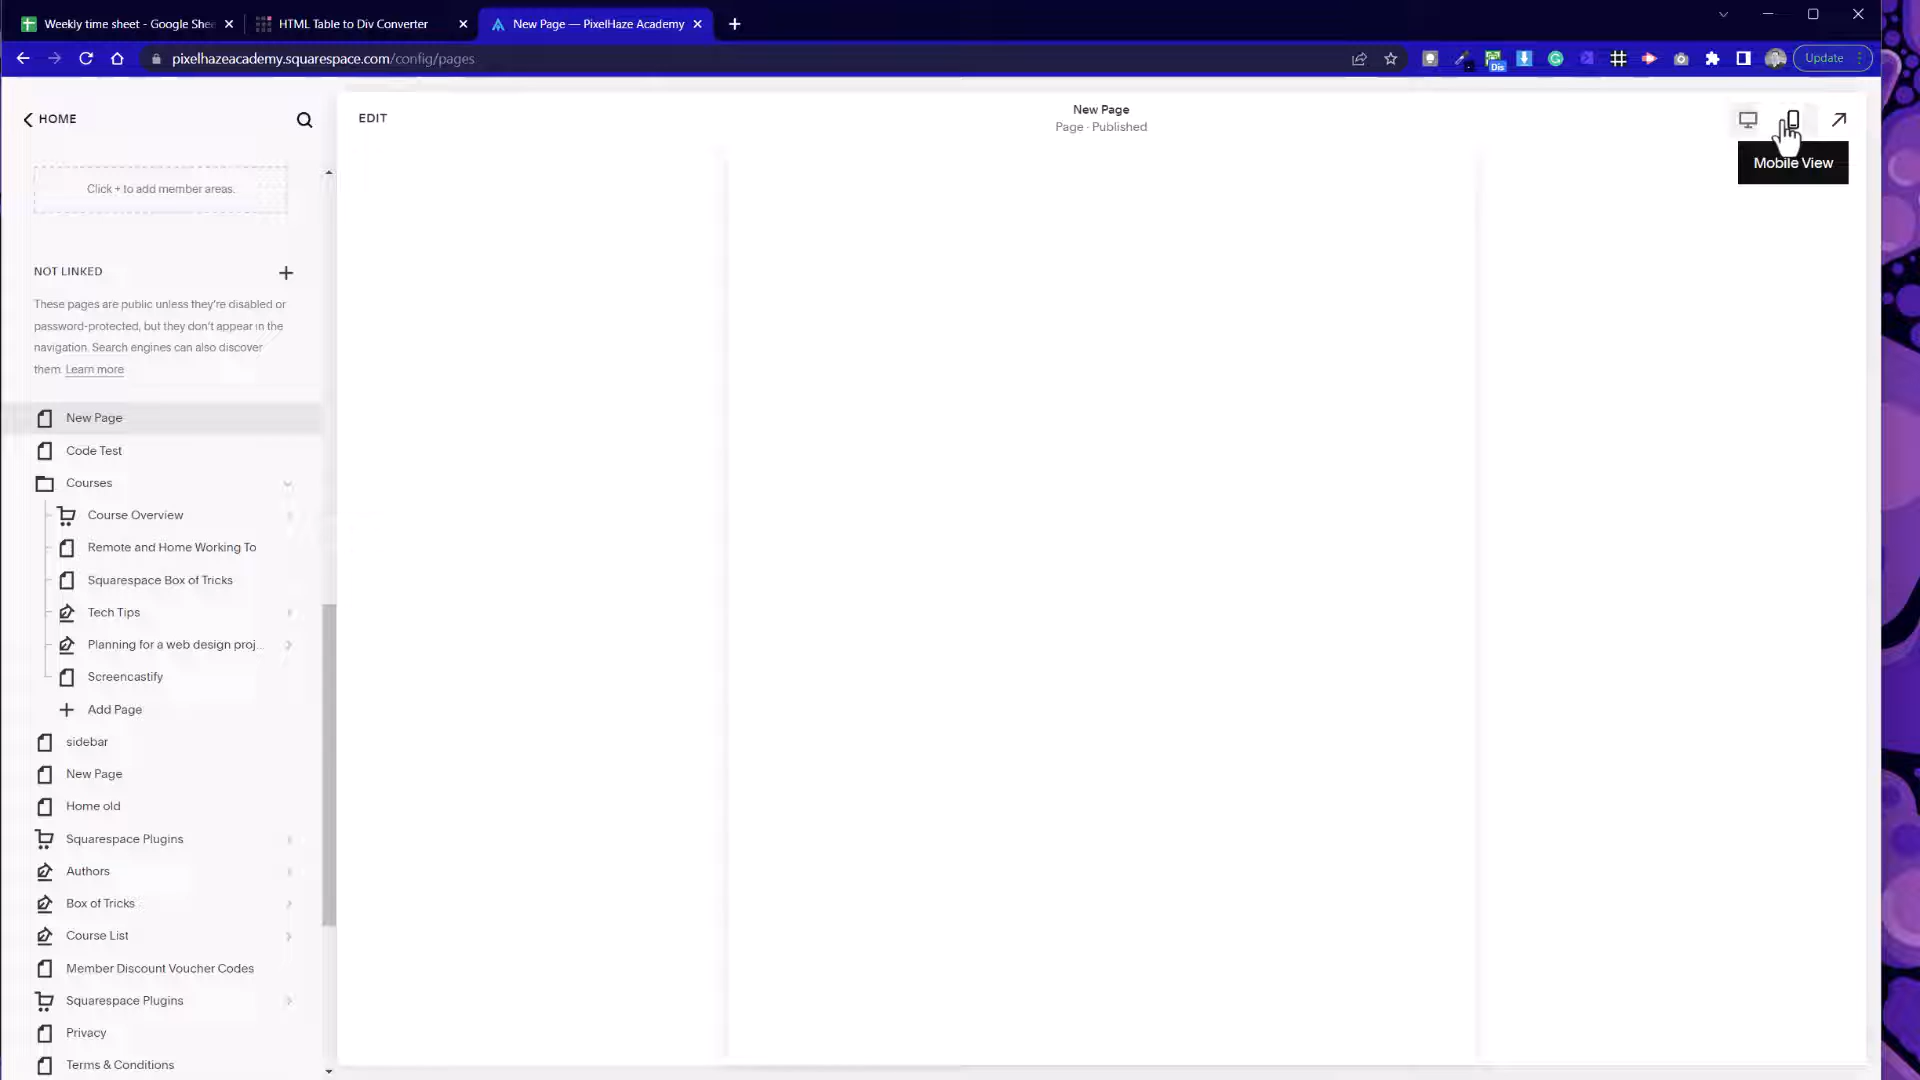 Weekly time sheet - Google She
HTML Table to Div Converter
New Page — PixelHaze Academy
pixelhazeacademy.squarespace.com/config/pages
Dis
Update
HOME
EDIT
New Page
Page · Published
Mobile View
Click + to add member areas.
NOT LINKED
These pages are public unless they're disabled or
password-protected, but they don't appear in the
navigation. Search engines can also discover
them. Learn more
New Page
Code Test
Courses
Course Overview
Remote and Home Working To
Squarespace Box of Tricks
Tech Tips
Planning for a web design proj...
Screencastify
Add Page
sidebar
New Page
Home old
Squarespace Plugins
Authors
Box of Tricks
Course List
Member Discount Voucher Codes
Squarespace Plugins
Privacy
Terms & Conditions